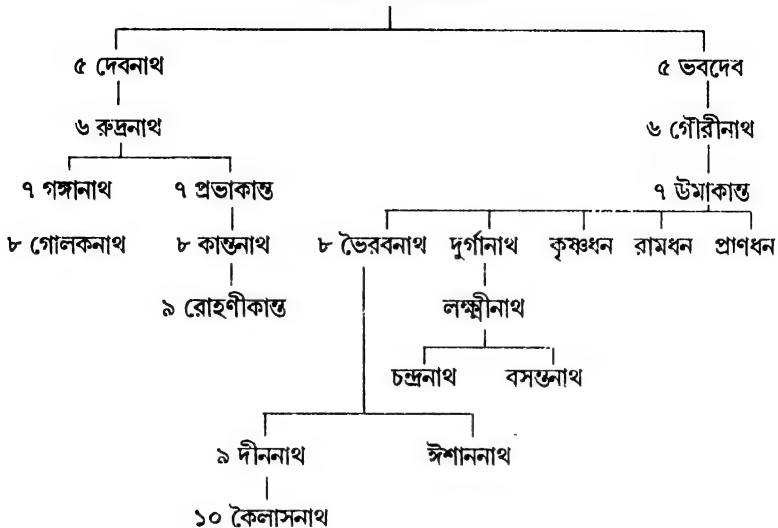 ৫ দেবনাথ ৫ ভবদেব
৬ রুদ্রনাথ ৬ গৌরীনাথ
৭ গঙ্গানাথ ৭ প্রভাকান্ত ৭ উমাকান্ত
৮ গোলকনাথ ৮ কান্তনাথ ৮ ভৈরবনাথ দুর্গানাথ কৃষ্ণধন রামধন প্রাণধন
৯ রোহণীকান্ত লক্ষ্মীনাথ
চন্দ্রনাথ বসন্তনাথ
৯ দীননাথ ঈশাননাথ
১০ কৈলাসনাথ